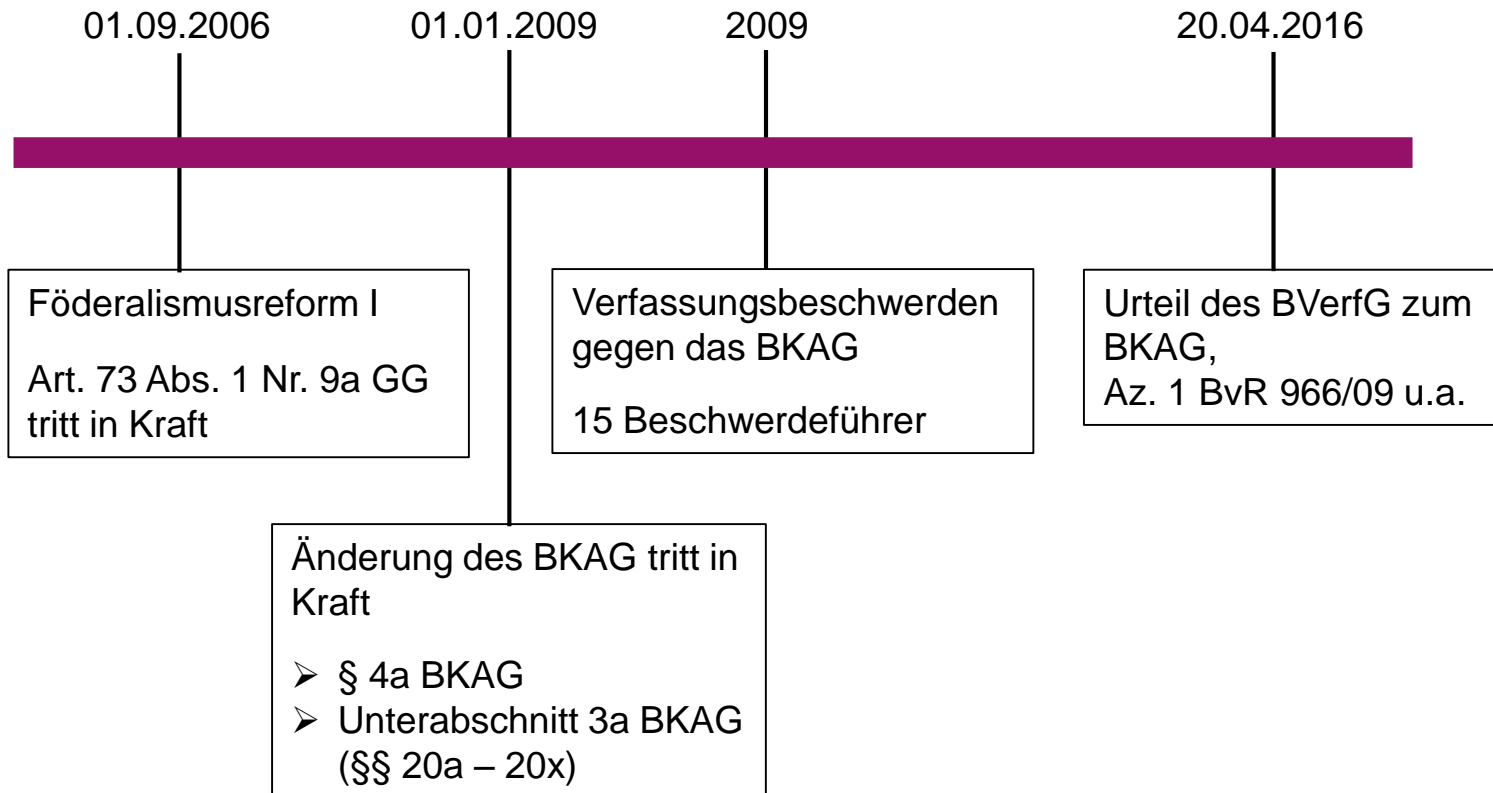 01.09.2006
01.01.2009
2009
20.04.2016
Föderalismusreform I
Art. 73 Abs. 1 Nr. 9a GG
tritt in Kraft
Änderung des BKAG tritt in
Kraft
➢ § 4a BKAG
➢ Unterabschnitt 3a BKAG
(§§ 20a – 20x)
Verfassungsbeschwerden
gegen das BKAG
15 Beschwerdeführer
Urteil des BVerfG zum
BKAG,
Az. 1 BvR 966/09 u.a.